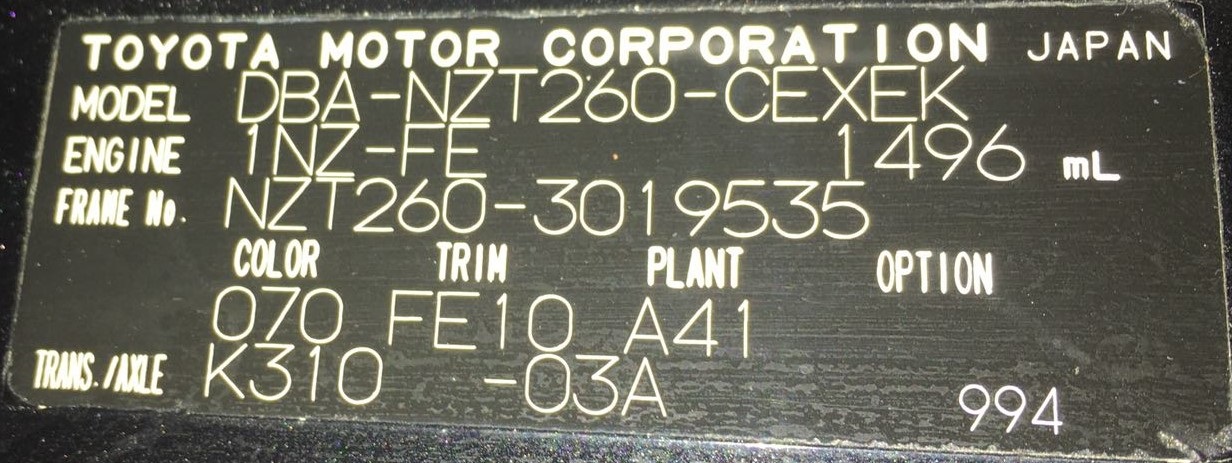 TOYOTA MOTOR CORPORATION JAPAN
MODEL DBA-NZT260-CEXEK
ENGINE 1NZ-FE 1496 mL
FRAME No. NZT260-3019535
COLOR TRIM PLANT OPTION
070 FE10 A41
TRANS./AXLE K310 -03A
994